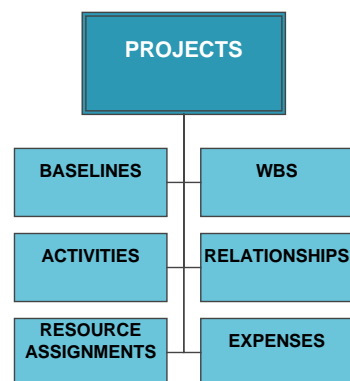 PROJECTS
BASELINES
WBS
ACTIVITIES
RELATIONSHIPS
RESOURCE
ASSIGNMENTS
EXPENSES